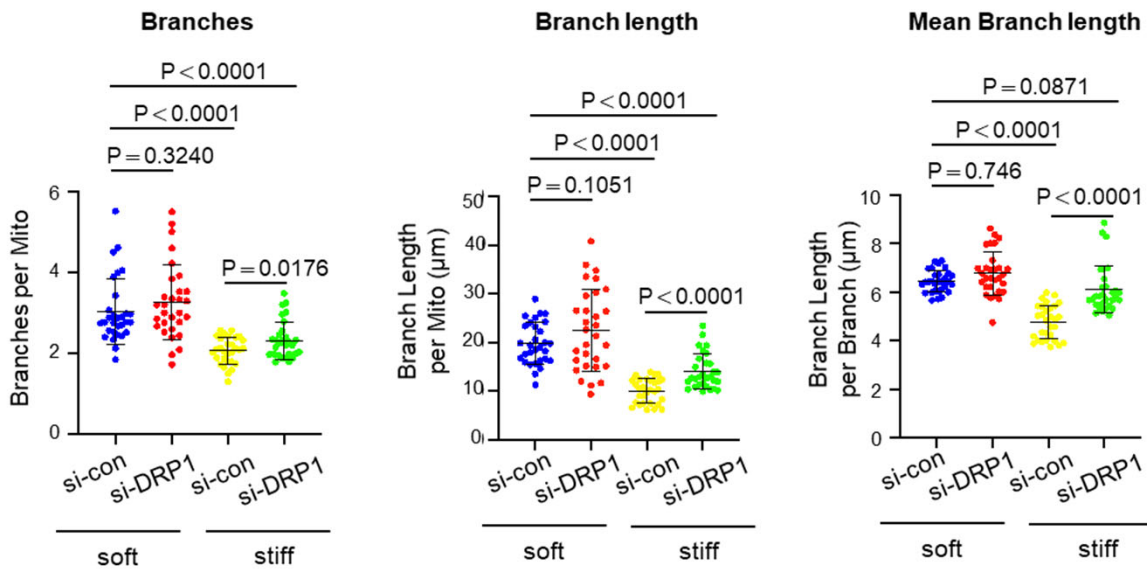 Branches
P < 0.0001
P < 0.0001
P = 0.3240
P = 0.0176
Branches per Mito
6
4
2
0
si-con
si-DRP1
si-con
si-DRP1
soft
stiff
Branch length
P < 0.0001
P < 0.0001
P = 0.1051
P < 0.0001
Branch Length
per Mito (μm)
50
40
30
20
10
0
si-con
si-DRP1
si-con
si-DRP1
soft
stiff
Mean Branch length
P = 0.0871
P < 0.0001
P = 0.746
P < 0.0001
Branch Length
per Branch (μm)
10
8
6
4
2
0
si-con
si-DRP1
si-con
si-DRP1
soft
stiff